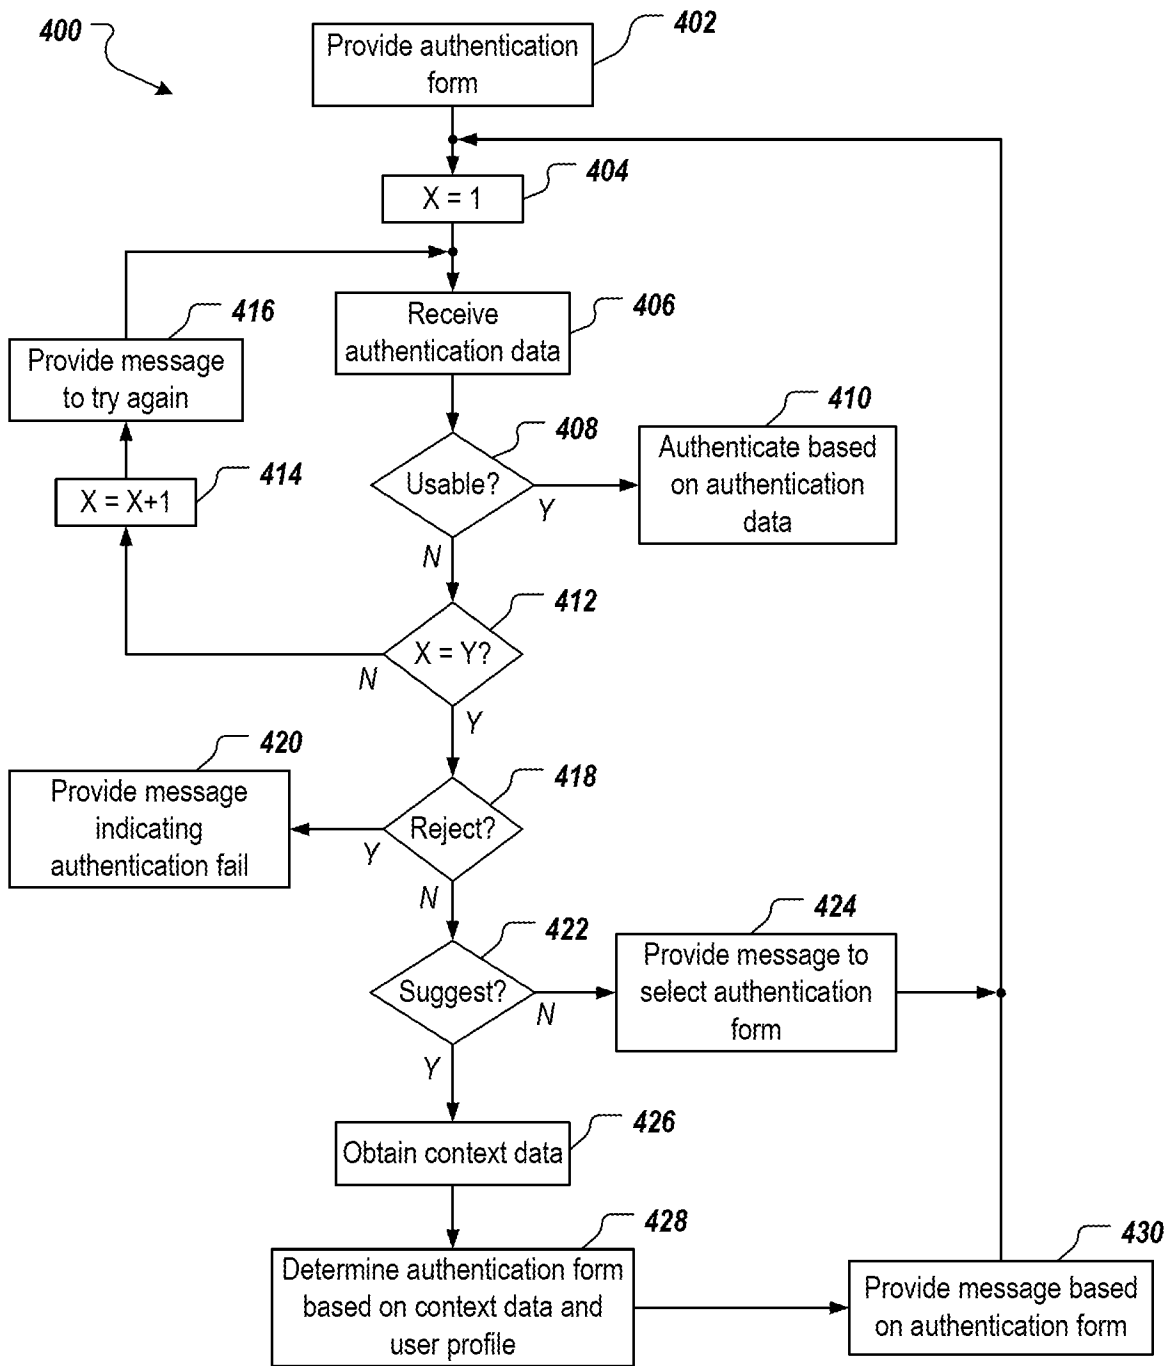 400
402
Provide authentication
form
404
X = 1
416
406
Receive
authentication data
Provide message
to try again
410
408
Authenticate based
on authentication
data
Usable?
Y
414
X = X+1
N
412
X = Y?
N
Y
420
418
Provide message
indicating
authentication fail
Reject?
Y
N
424
422
Provide message to
select authentication
form
Suggest?
N
Y
426
Obtain context data
428
430
Determine authentication form
based on context data and
user profile
Provide message based
on authentication form